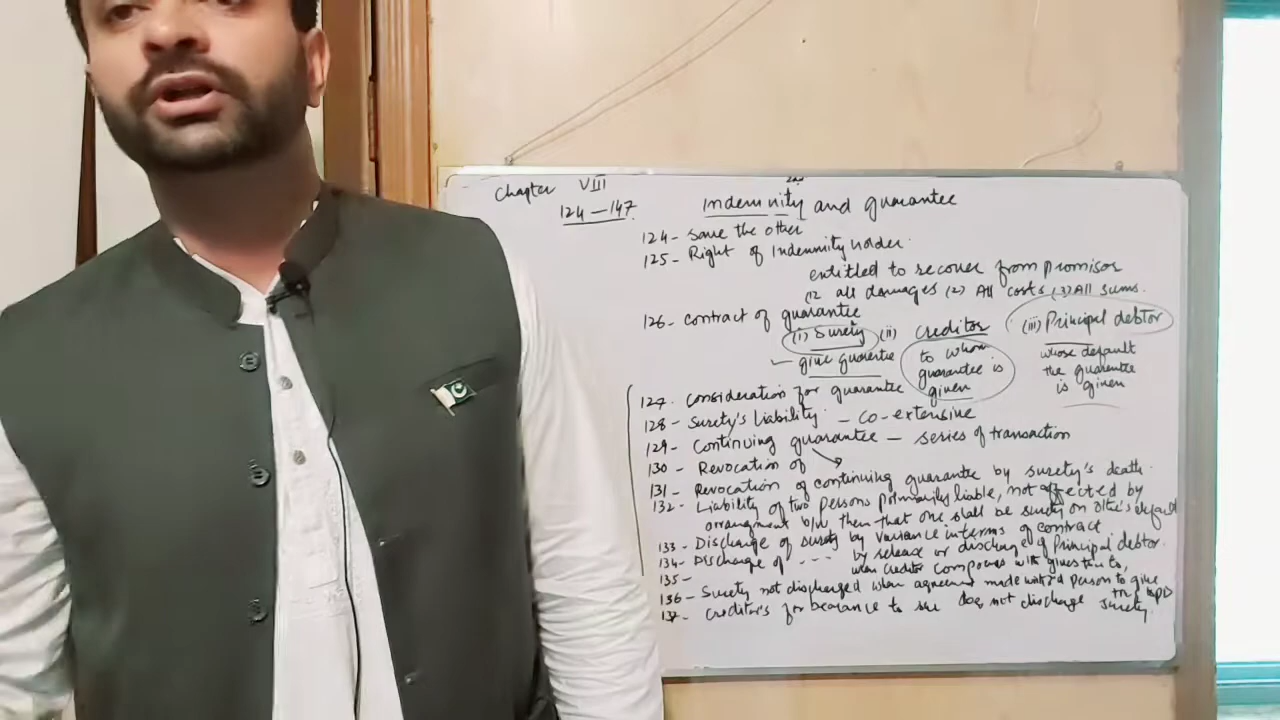 Chapter VIII
124 - 147
Indemnity and guarantee
124 - Save the other
125 - Right of Indemnity holder.
entitled to recover from promisor
(1) all damages (2) All costs (3) All sums.
126 - contract of guarantee
(i) Surety (ii) creditor (iii) Principal debtor
give guarantee
to whom guarantee is given
whose default the guarantee is given
127. consideration for guarantee
128 - Surety's Liability - co-extensive
129 - Continuing guarantee - series of transaction
130 - Revocation of
131 - Revocation of continuing guarantee by surety's death.
132 - Liability of two persons primarily liable, not affected by
arrangment b/w them that one shall be surety on other's default
133 - Discharge of surety by variance in terms of contract
134 - Discharge of --- by release or discharge of Principal debtor.
135 - when creditor compounds with, gives time to,
136 - Surety not discharged when agreement made with 3rd person to give
137 - Creditor's forbearance to sue does not discharge surety.